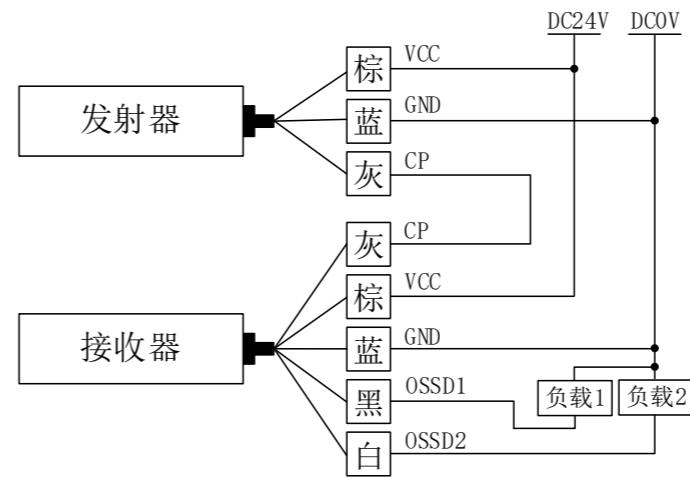 DC24V DC0V
棕 VCC
发射器
蓝 GND
灰 CP
灰 CP
棕 VCC
接收器
蓝 GND
黑 OSSD1
负载1 负载2
白 OSSD2